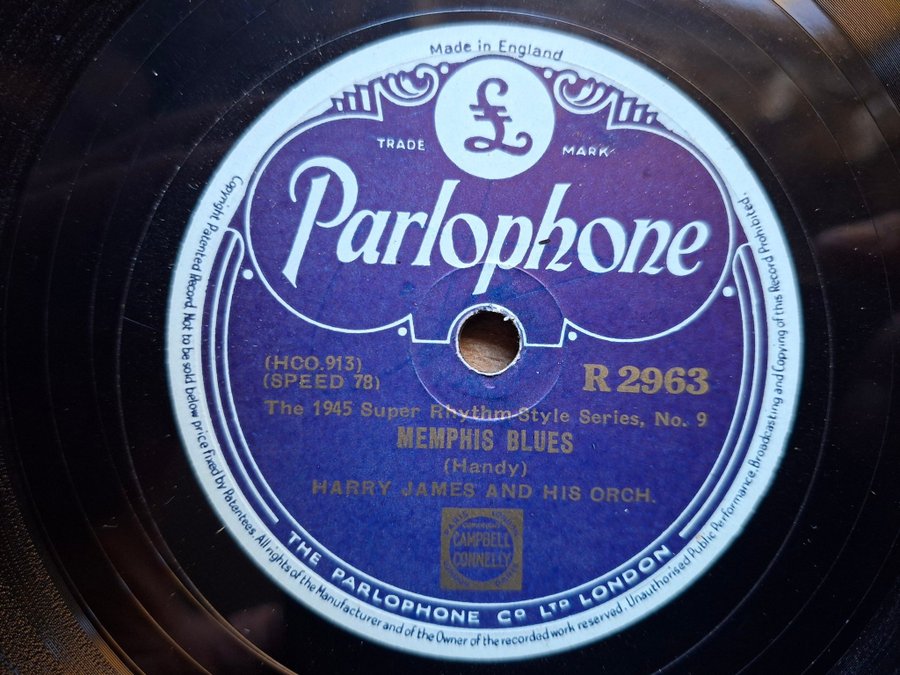 Made in England
£
TRADE MARK
Parlophone
(HCO.913)
(SPEED 78)
R 2963
The 1945 Super Rhythm-Style Series, No. 9
MEMPHIS BLUES
(Handy)
HARRY JAMES AND HIS ORCH.
CAMPBELL
CONNELLY
THE PARLOPHONE CO LTD LONDON
Copyright Patented Record Not to be sold below price fixed by Patentees. All rights of the Manufacturer and of the Owner of the recorded work reserved. Unauthorised Public Performance, Broadcasting and Copying of this Record Prohibited.